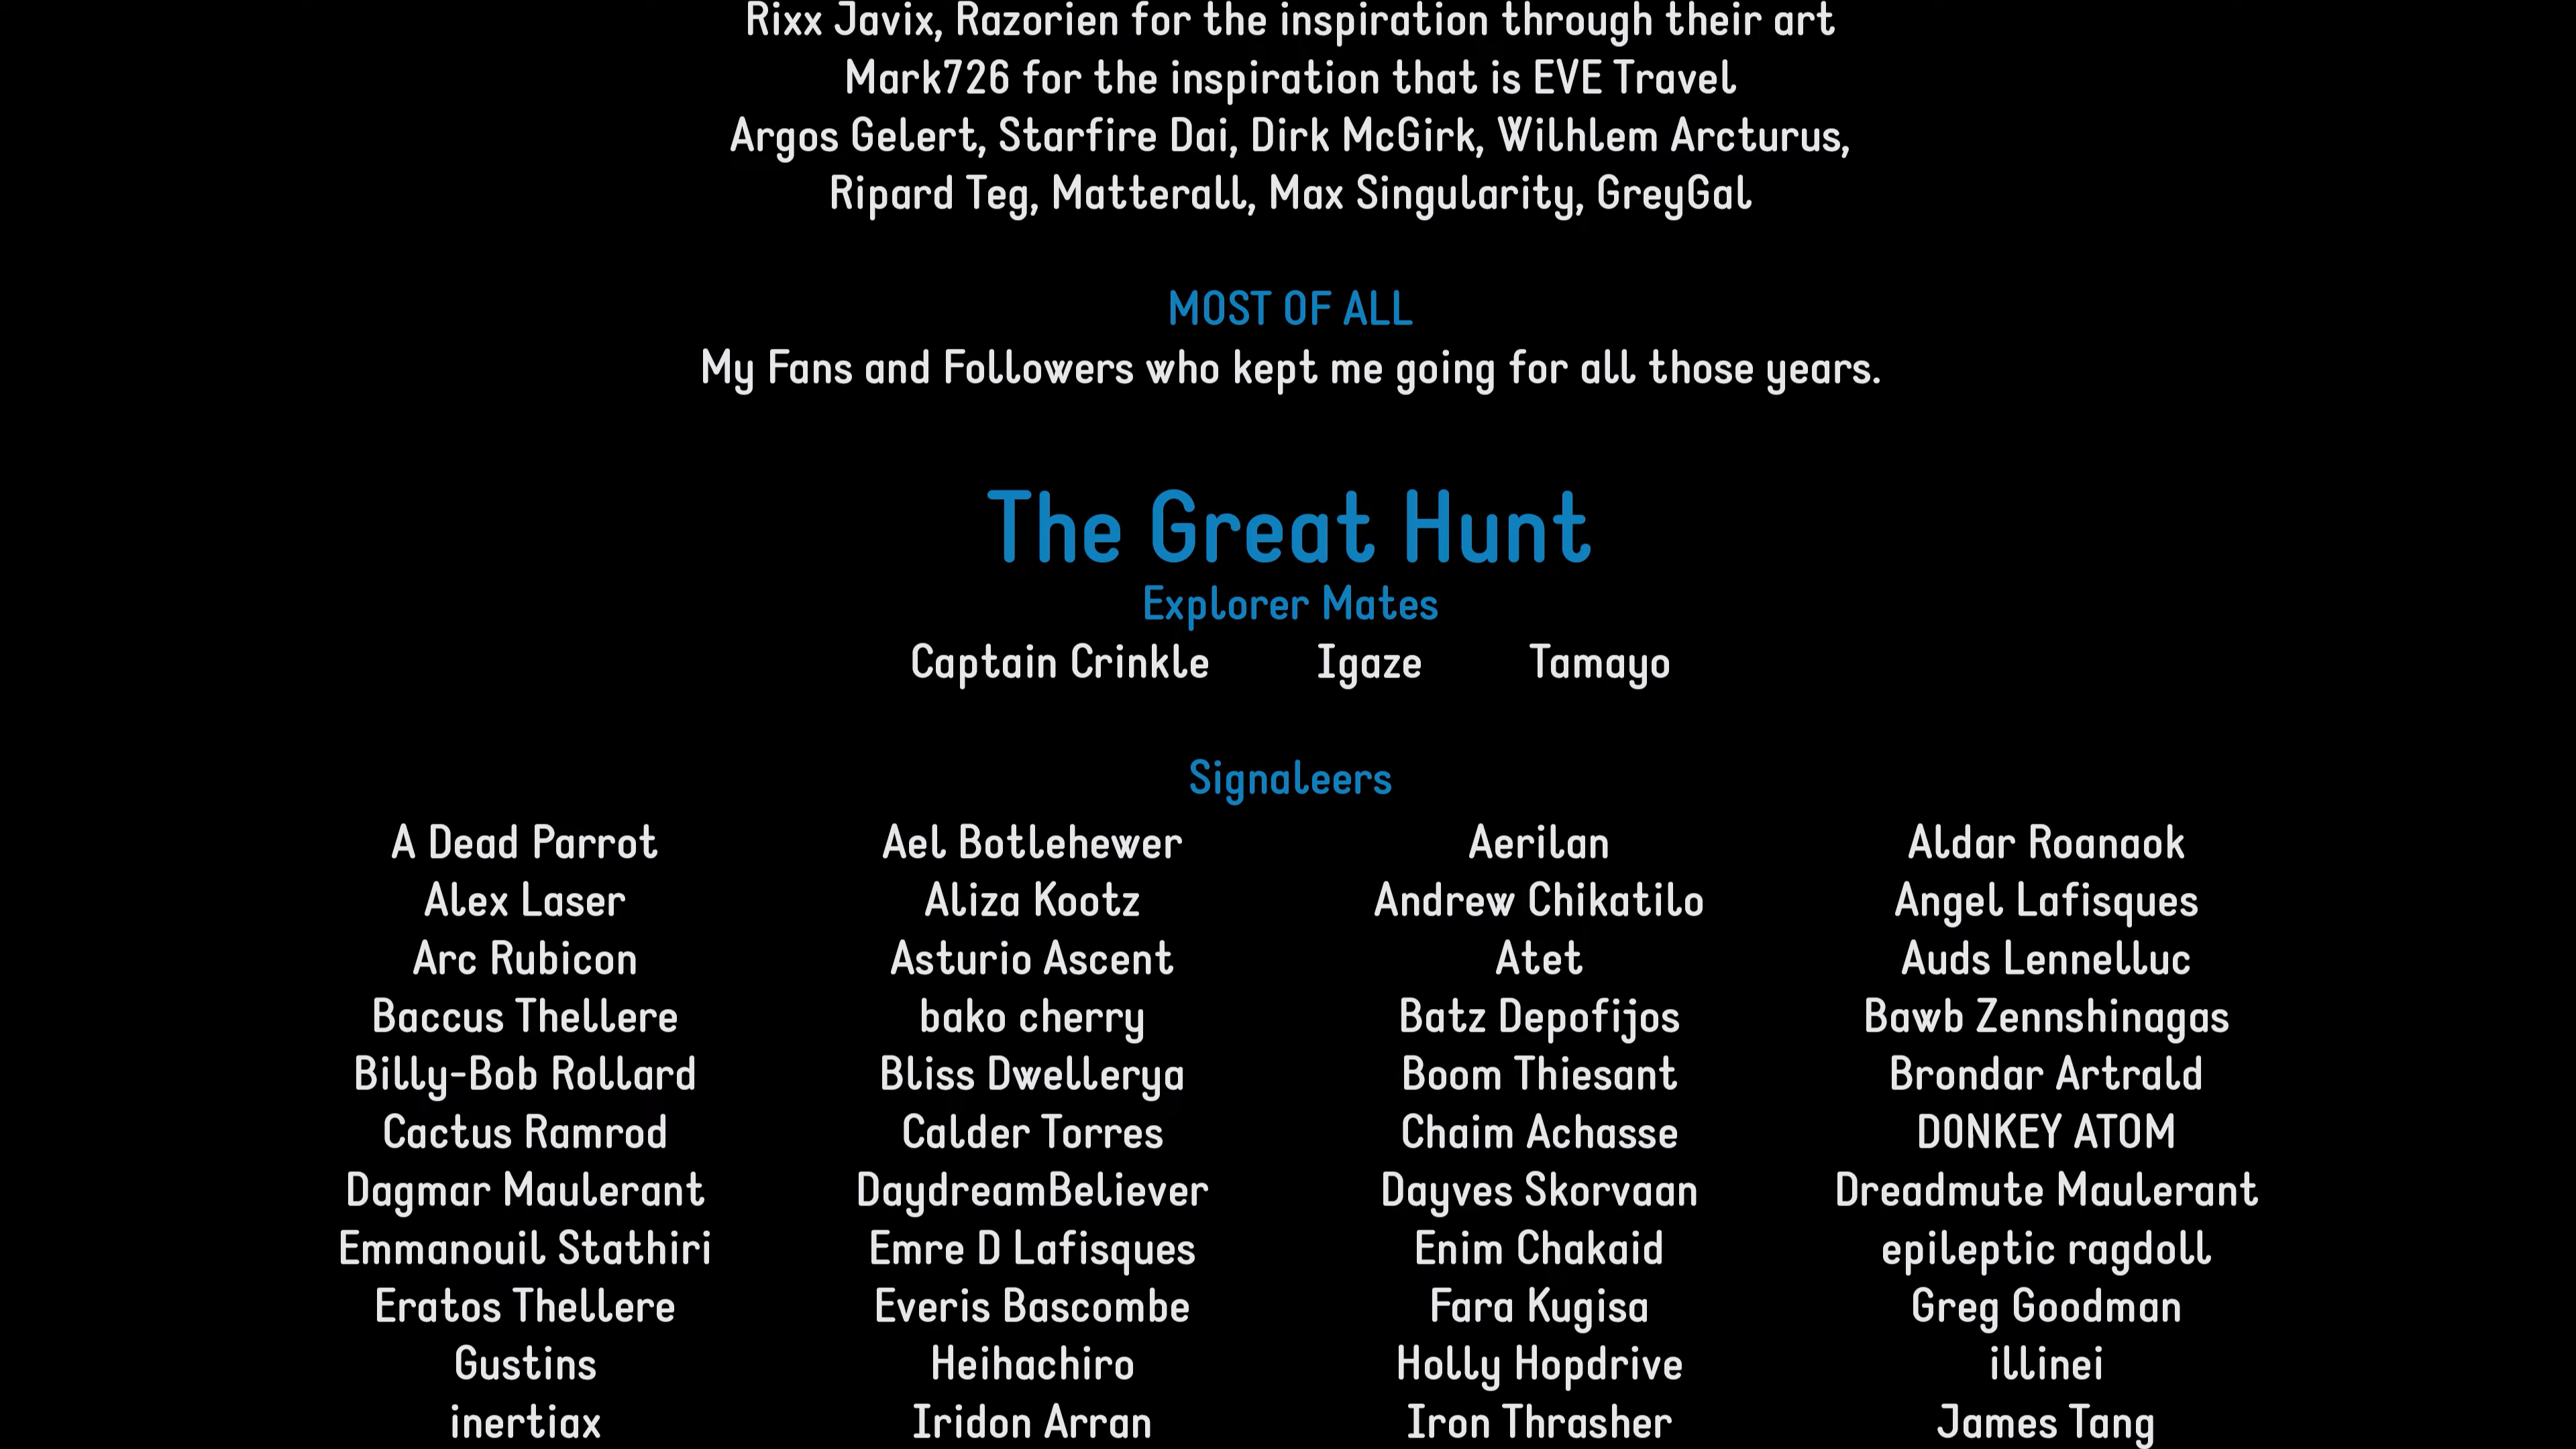 Rixx Javix, Razorien for the inspiration through their art
Mark726 for the inspiration that is EVE Travel
Argos Gelert, Starfire Dai, Dirk McGirk, Wilhlem Arcturus,
Ripard Teg, Matterall, Max Singularity, GreyGal
MOST OF ALL
My Fans and Followers who kept me going for all those years.
The Great Hunt
Explorer Mates
Captain Crinkle Igaze Tamayo
Signaleers
A Dead Parrot Ael Botlehewer Aerilan Aldar Roanaok
Alex Laser Aliza Kootz Andrew Chikatilo Angel Lafisques
Arc Rubicon Asturio Ascent Atet Auds Lennelluc
Baccus Thellere bako cherry Batz Depofijos Bawb Zennshinagas
Billy-Bob Rollard Bliss Dwellerya Boom Thiesant Brondar Artrald
Cactus Ramrod Calder Torres Chaim Achasse DONKEY ATOM
Dagmar Maulerant DaydreamBeliever Dayves Skorvaan Dreadmute Maulerant
Emmanouil Stathiri Emre D Lafisques Enim Chakaid epileptic ragdoll
Eratos Thellere Everis Bascombe Fara Kugisa Greg Goodman
Gustins Heihachiro Holly Hopdrive illinei
inertiax Iridon Arran Iron Thrasher James Tang